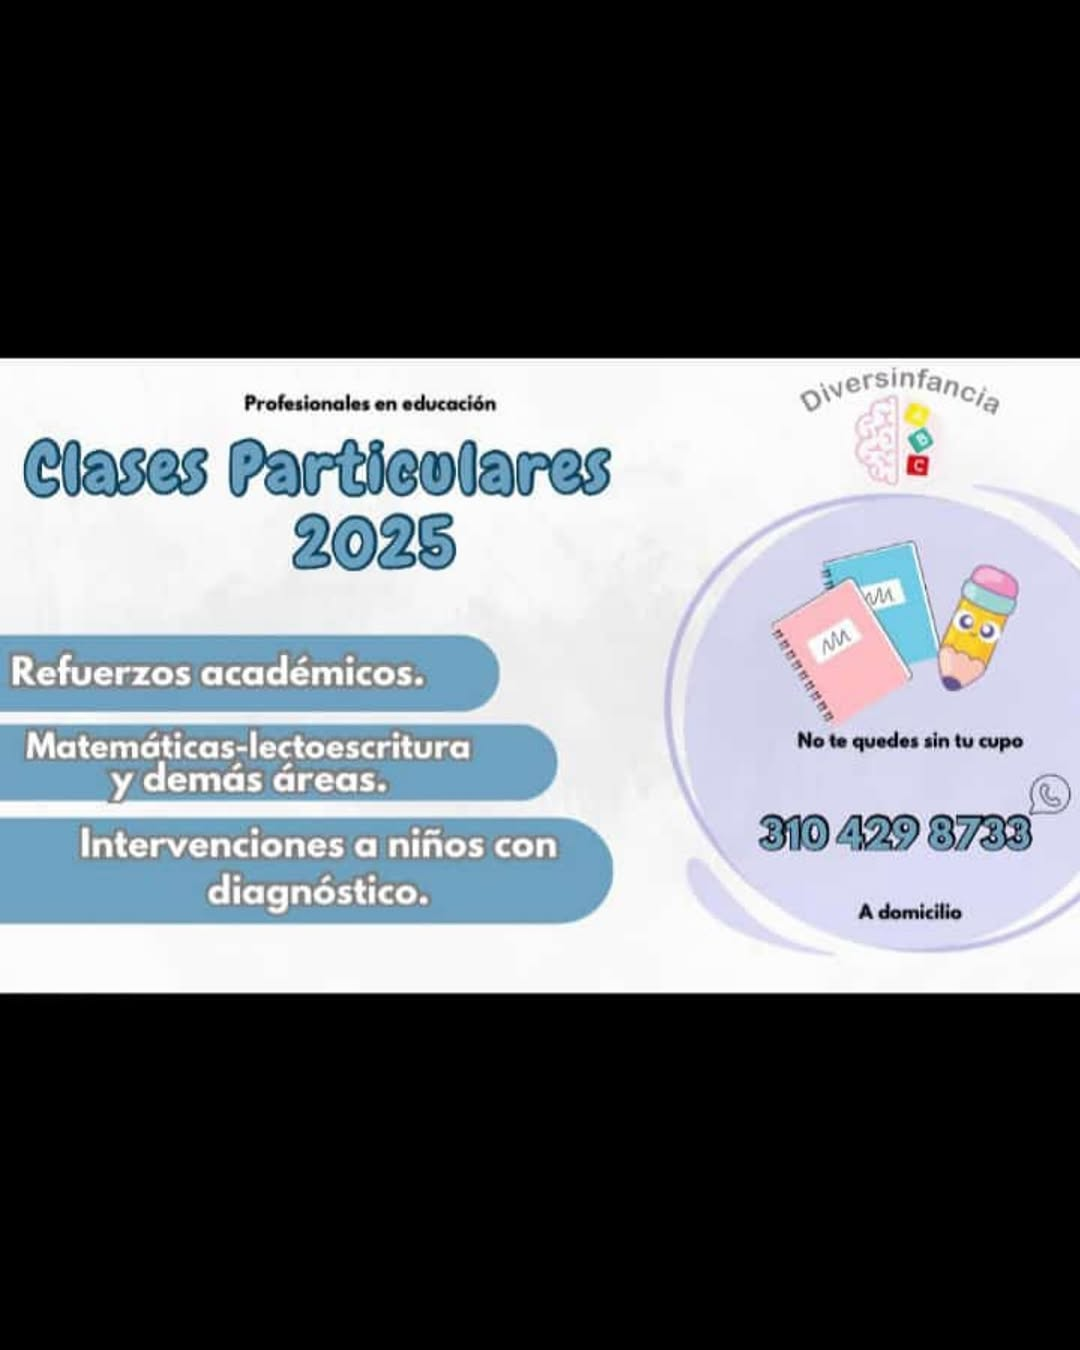 Profesionales en educación
Clases Particulares
2025
Refuerzos académicos.
Matemáticas-lectoescritura
y demás áreas.
Intervenciones a niños con
diagnóstico.
Diversinfancia
A
B
C
No te quedes sin tu cupo
310 429 8733
A domicilio